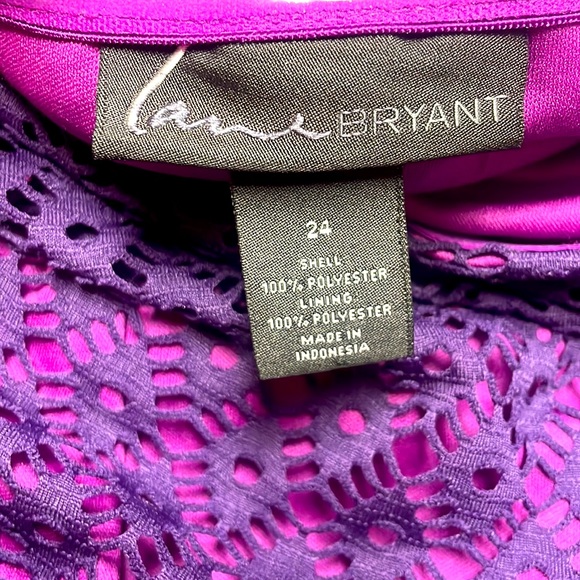 Lane BRYANT
24
SHELL
100% POLYESTER
LINING
100% POLYESTER
MADE IN
INDONESIA